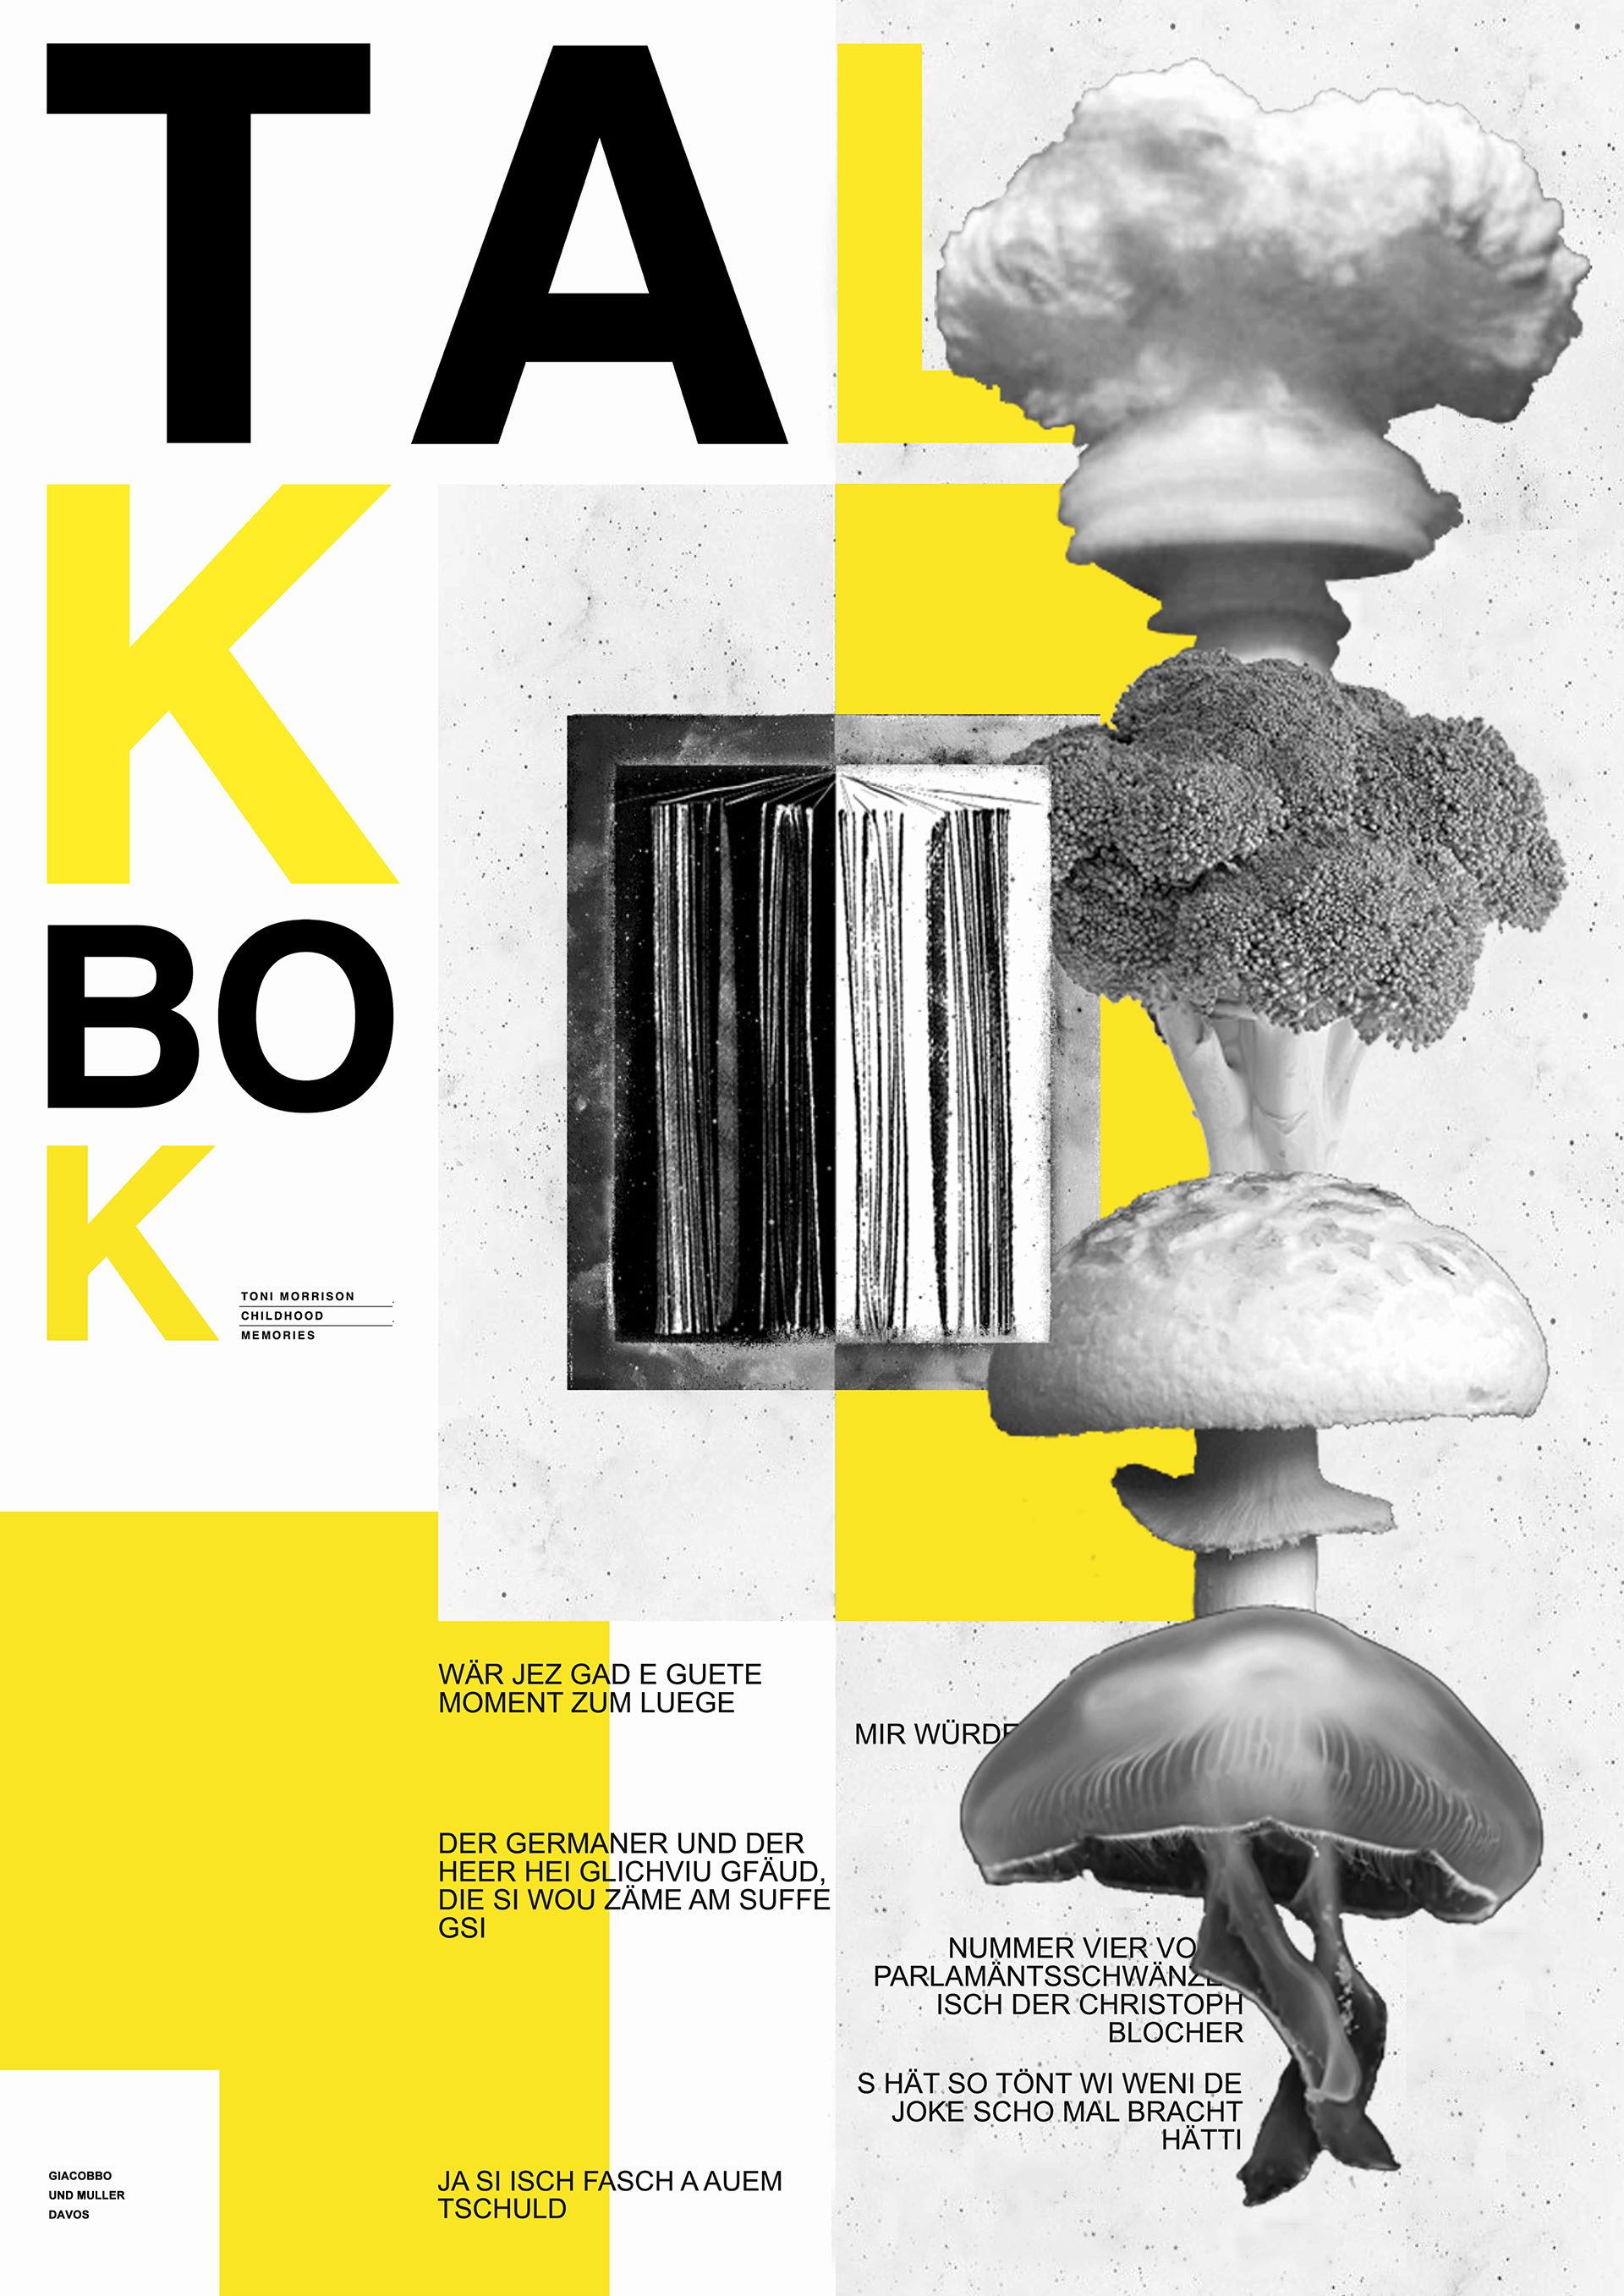 TAL
K
BO
K
TONI MORRISON
CHILDHOOD
MEMORIES
WÄR JEZ GAD E GUETE
MOMENT ZUM LUEGE
DER GERMANER UND DER
HEER HEI GLICHVIU GFÄUD,
DIE SI WOU ZÄME AM SUFFE
GSI
JA SI ISCH FASCH A AUEM
TSCHULD
MIR WÜRDE
NUMMER VIER VO
PARLAMÄNTSSCHWÄNZE
ISCH DER CHRISTOPH
BLOCHER
S HÄT SO TÖNT WI WENI DE
JOKE SCHO MAL BRACHT
HÄTTI
GIACOBBO
UND MULLER
DAVOS